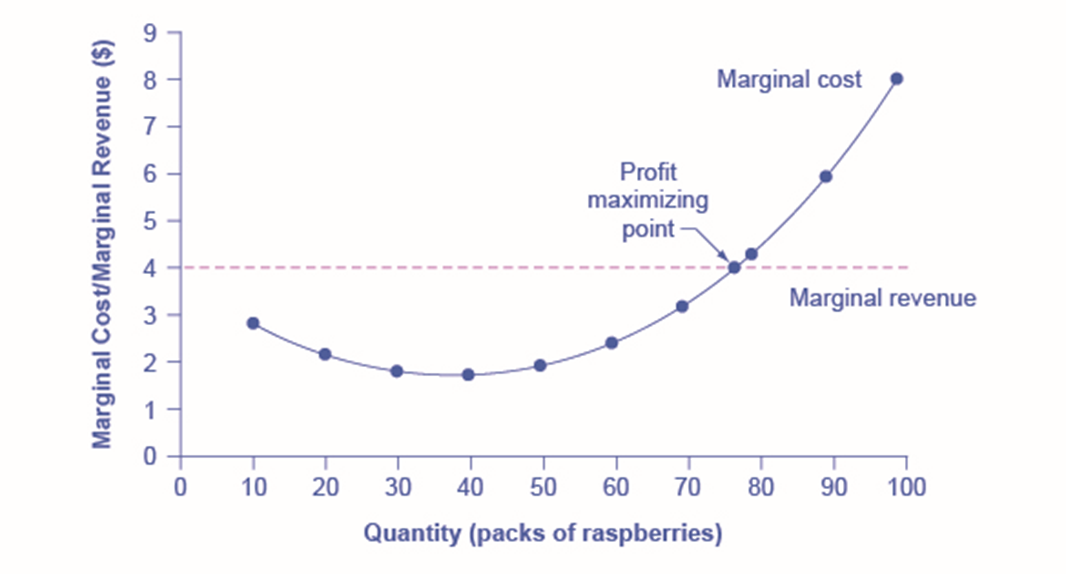 Marginal Cost/Marginal Revenue ($)
9
8
7
6
5
4
3
2
1
0
Marginal cost
Profit
maximizing
point
Marginal revenue
0 10 20 30 40 50 60 70 80 90 100
Quantity (packs of raspberries)